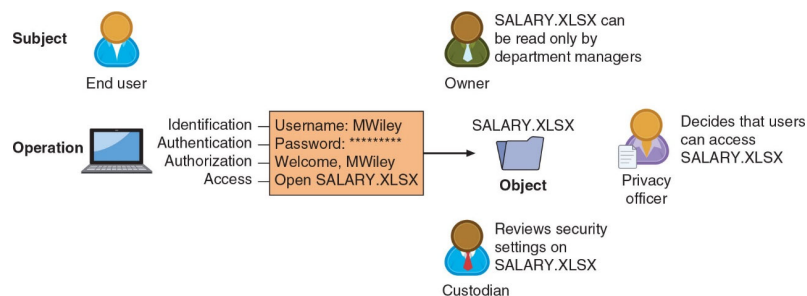 Subject
End user
SALARY.XLSX can
be read only by
department managers
Owner
Operation
Identification
Authentication
Authorization
Access
Username: MWiley
Password: *********
Welcome, MWiley
Open SALARY.XLSX
SALARY.XLSX
Object
Decides that users
can access
SALARY.XLSX
Privacy
officer
Reviews security
settings on
SALARY.XLSX
Custodian